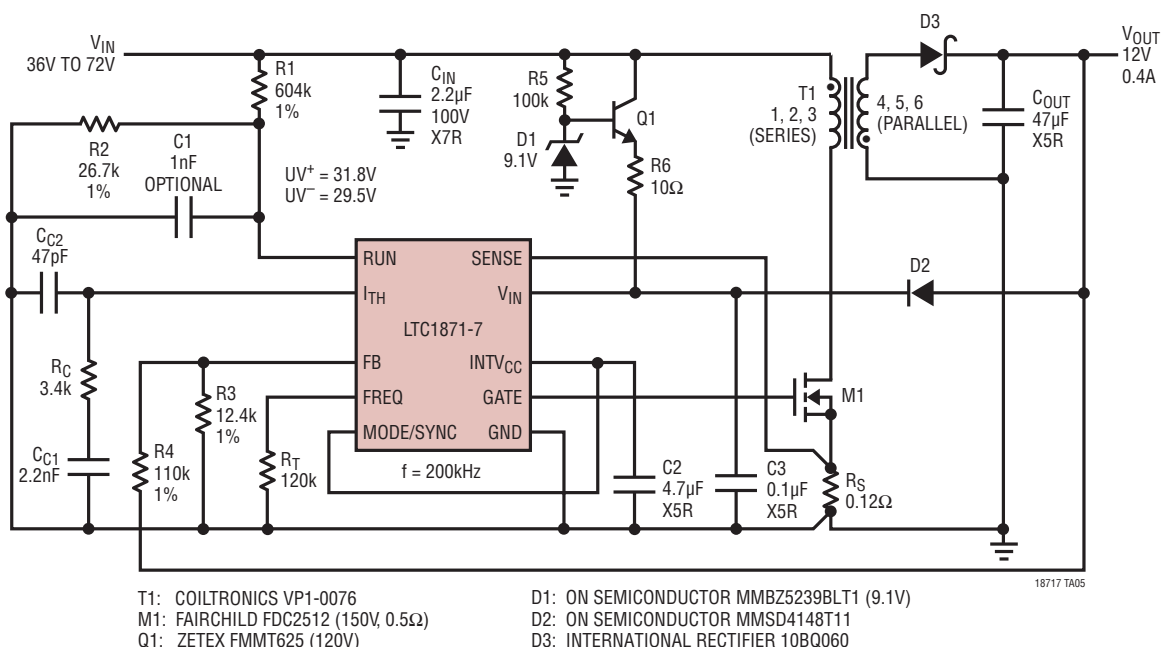 V_IN
36V TO 72V
R1
604k
1%
R2
26.7k
1%
C1
1nF
OPTIONAL
UV⁺ = 31.8V
UV⁻ = 29.5V
C_IN
2.2µF
100V
X7R
R5
100k
D1
9.1V
Q1
R6
10Ω
T1
1, 2, 3
(SERIES)
4, 5, 6
(PARALLEL)
D3
C_OUT
47µF
X5R
V_OUT
12V
0.4A
C_C2
47pF
R_C
3.4k
C_C1
2.2nF
R4
110k
1%
R3
12.4k
1%
R_T
120k
RUN
I_TH
FB
FREQ
MODE/SYNC
LTC1871-7
SENSE
V_IN
INTV_CC
GATE
GND
f = 200kHz
D2
M1
C2
4.7µF
X5R
C3
0.1µF
X5R
R_S
0.12Ω
18717 TA05
T1: COILTRONICS VP1-0076
M1: FAIRCHILD FDC2512 (150V, 0.5Ω)
Q1: ZETEX FMMT625 (120V)
D1: ON SEMICONDUCTOR MMBZ5239BLT1 (9.1V)
D2: ON SEMICONDUCTOR MMSD4148T11
D3: INTERNATIONAL RECTIFIER 10BQ060